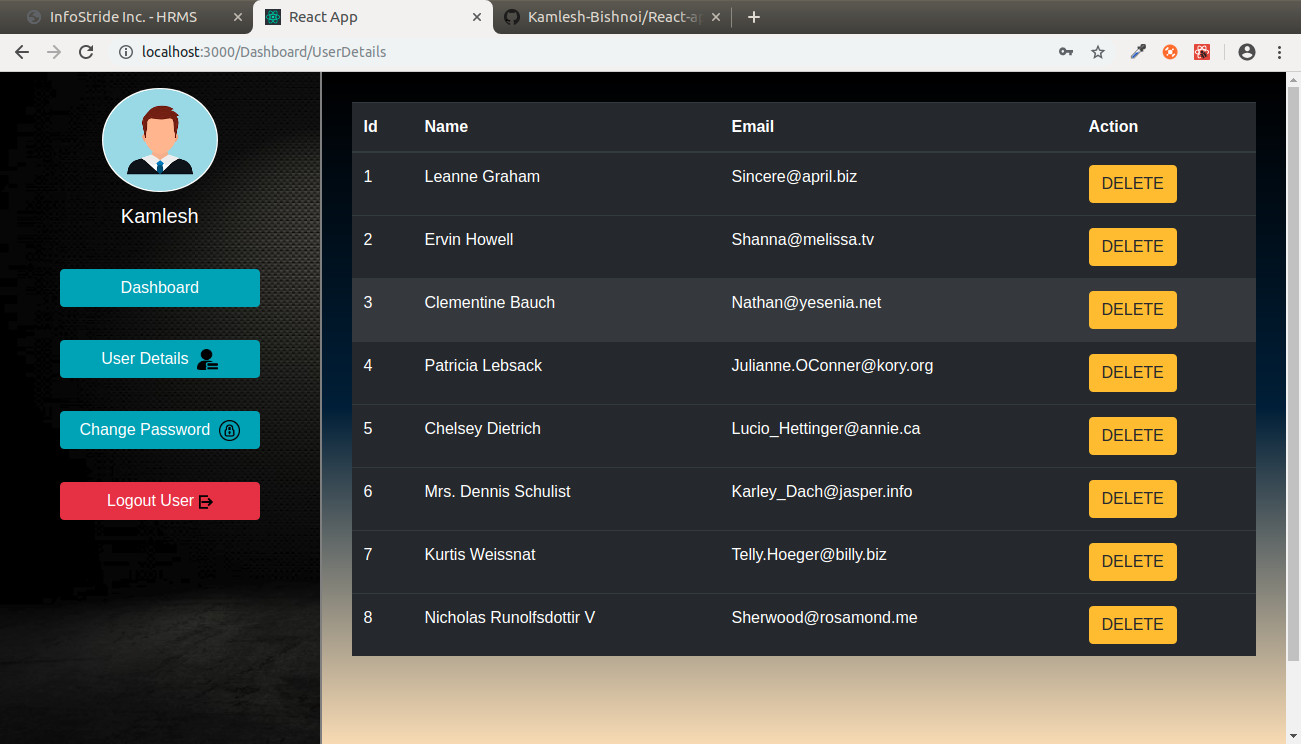 InfoStride Inc. - HRMS
React App
Kamlesh-Bishnoi/React-a
localhost:3000/Dashboard/UserDetails
Kamlesh
Dashboard
User Details
Change Password
Logout User
Id Name Email Action
1 Leanne Graham Sincere@april.biz DELETE
2 Ervin Howell Shanna@melissa.tv DELETE
3 Clementine Bauch Nathan@yesenia.net DELETE
4 Patricia Lebsack Julianne.OConner@kory.org DELETE
5 Chelsey Dietrich Lucio_Hettinger@annie.ca DELETE
6 Mrs. Dennis Schulist Karley_Dach@jasper.info DELETE
7 Kurtis Weissnat Telly.Hoeger@billy.biz DELETE
8 Nicholas Runolfsdottir V Sherwood@rosamond.me DELETE